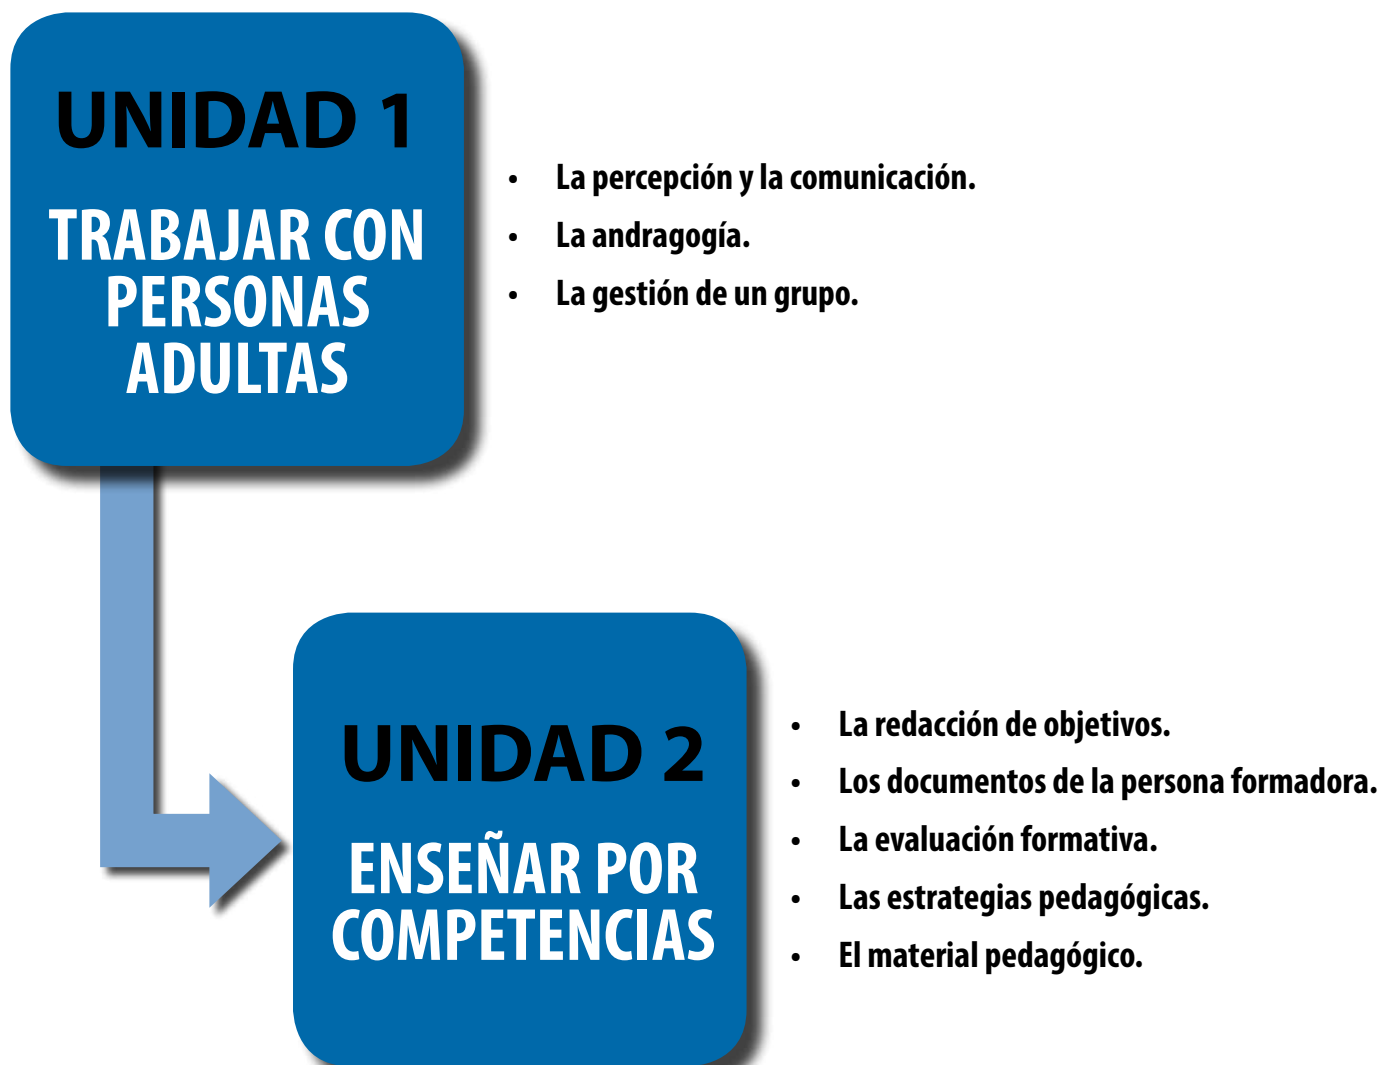 UNIDAD 1
TRABAJAR CON
PERSONAS
ADULTAS
• La percepción y la comunicación.
• La andragogía.
• La gestión de un grupo.
UNIDAD 2
ENSEÑAR POR
COMPETENCIAS
• La redacción de objetivos.
• Los documentos de la persona formadora.
• La evaluación formativa.
• Las estrategias pedagógicas.
• El material pedagógico.